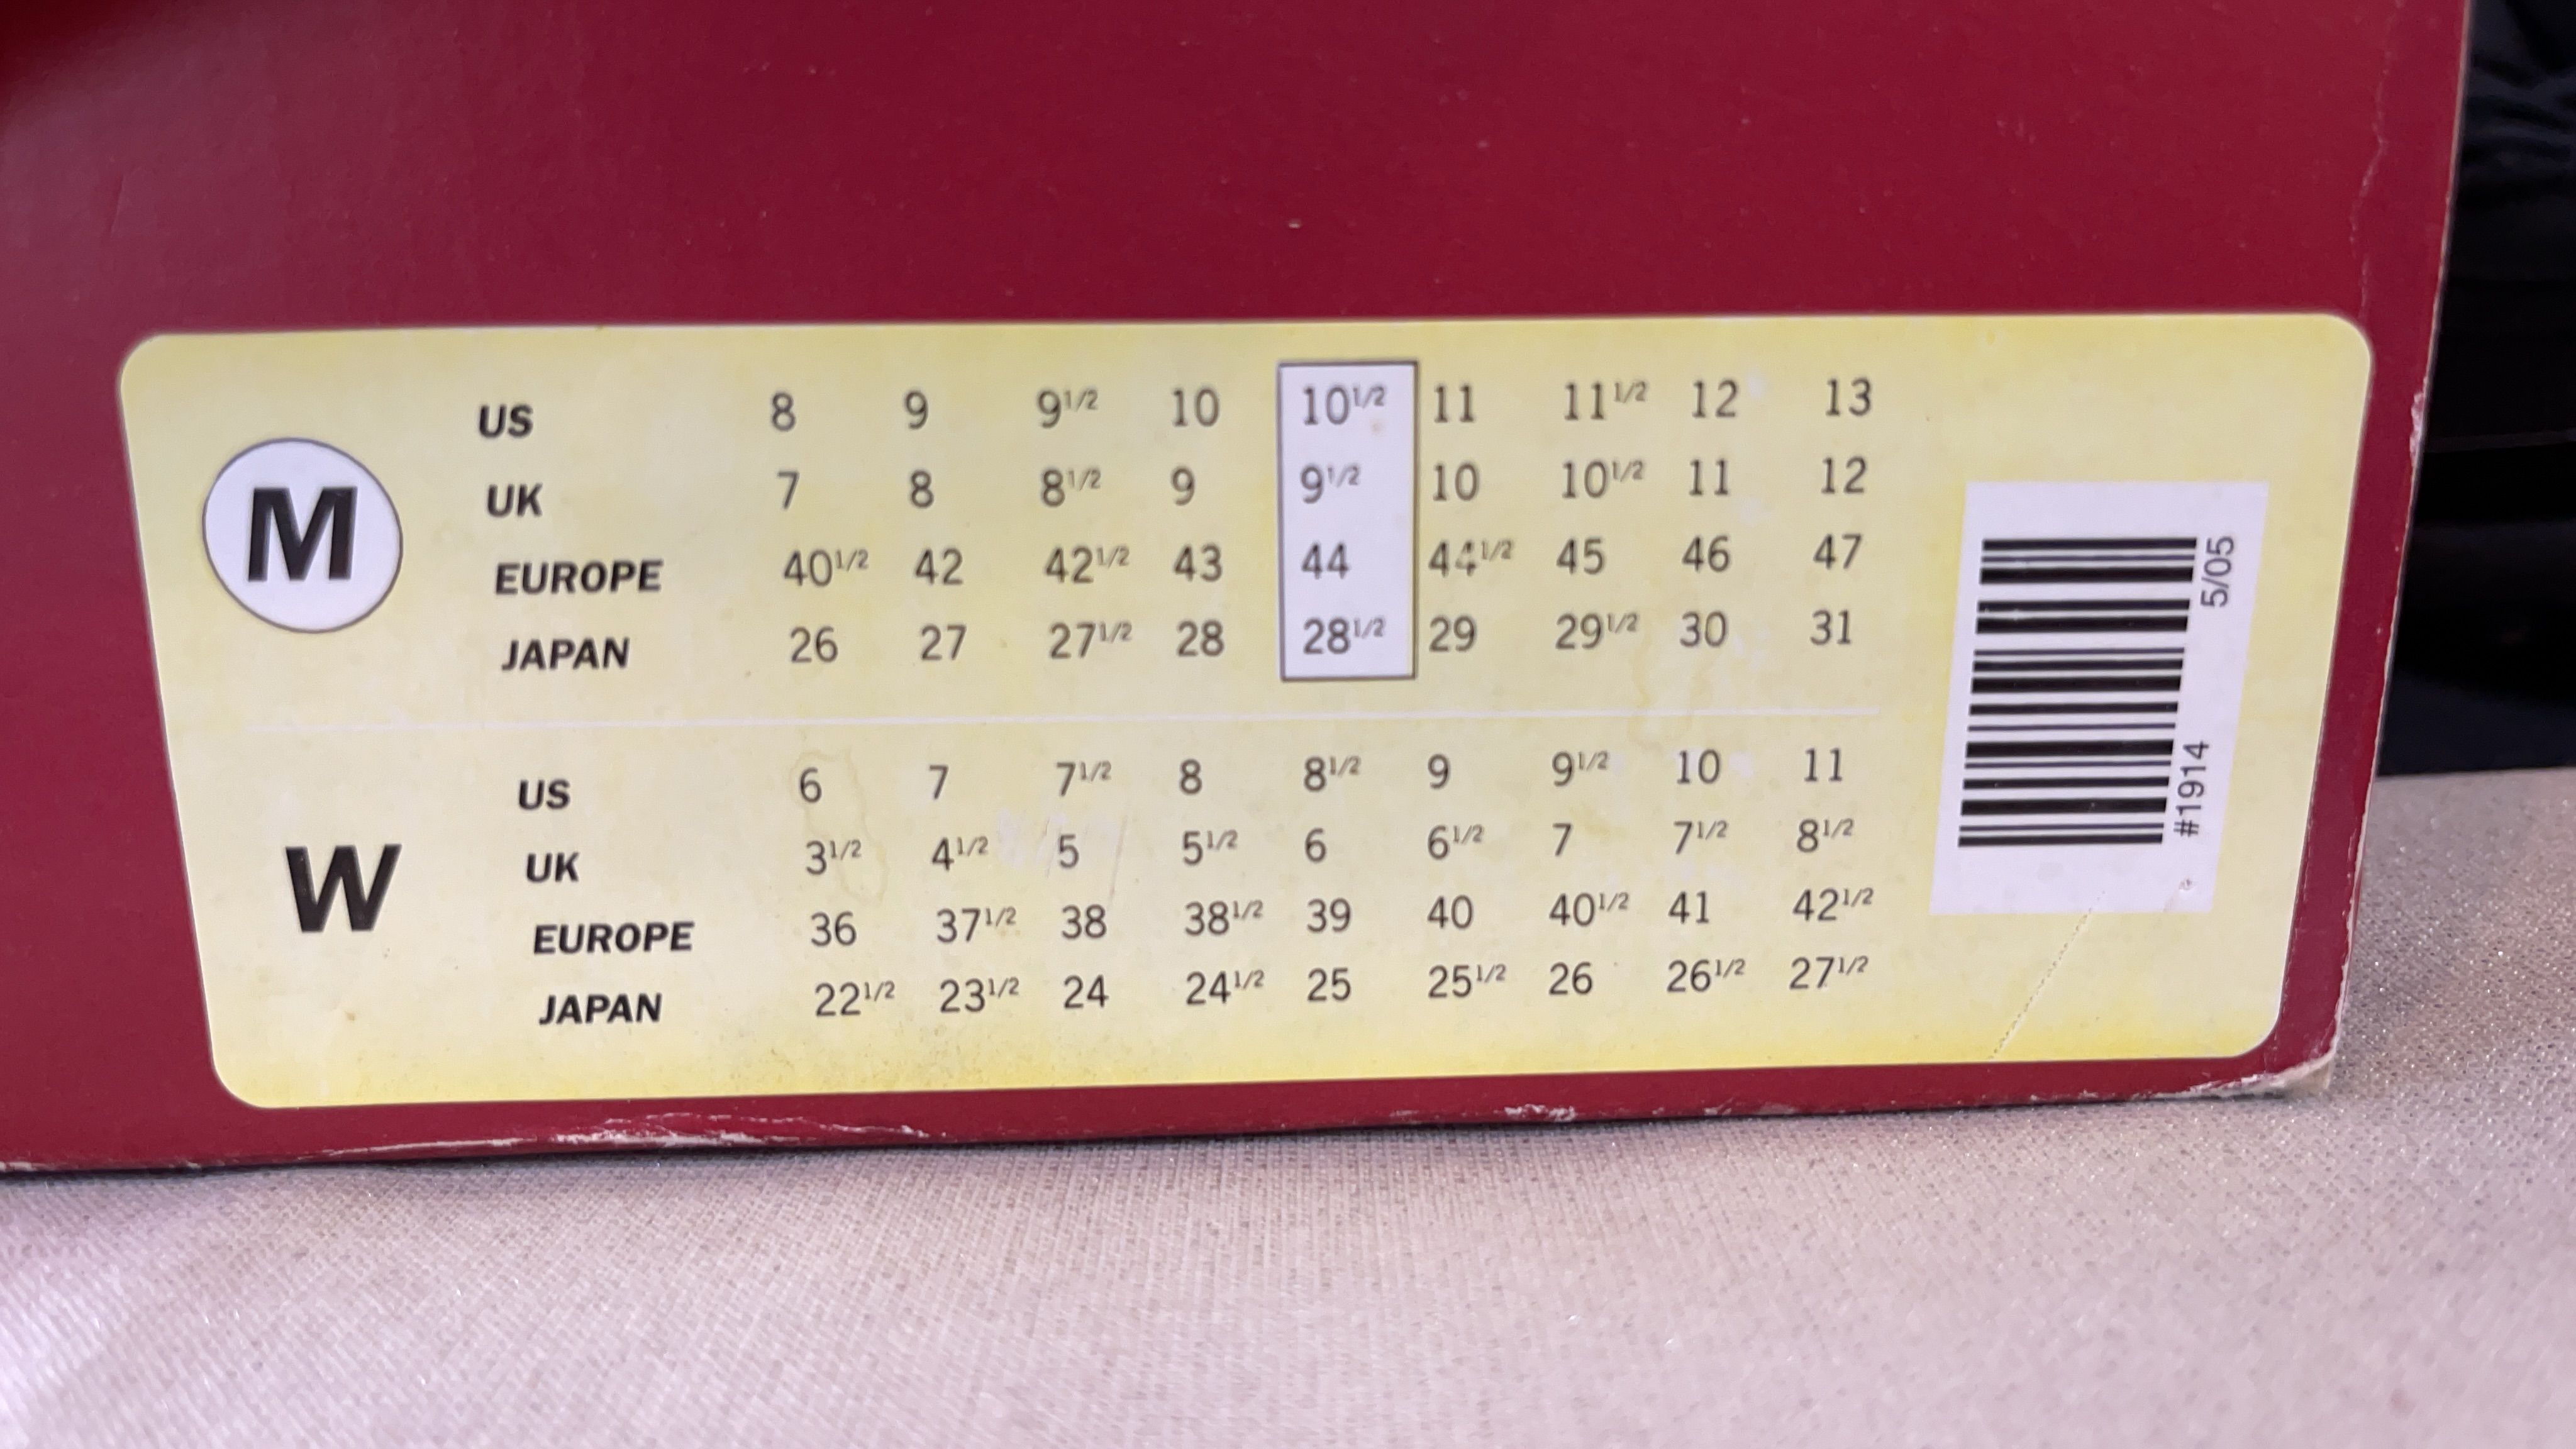 M
US 8 9 9 1/2 10 10 1/2 11 11 1/2 12 13
UK 7 8 8 1/2 9 9 1/2 10 10 1/2 11 12
EUROPE 40 1/2 42 42 1/2 43 44 44 1/2 45 46 47
JAPAN 26 27 27 1/2 28 28 1/2 29 29 1/2 30 31
W
US 6 7 7 1/2 8 8 1/2 9 9 1/2 10 11
UK 3 1/2 4 1/2 5 5 1/2 6 6 1/2 7 7 1/2 8 1/2
EUROPE 36 37 1/2 38 38 1/2 39 40 40 1/2 41 42 1/2
JAPAN 22 1/2 23 1/2 24 24 1/2 25 25 1/2 26 26 1/2 27 1/2
#1914 5/05